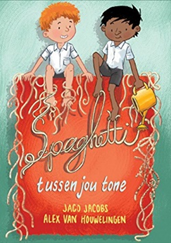 Spaghetti
tussen jou tone
JACO JACOBS
ALEX VAN HOUWELINGEN